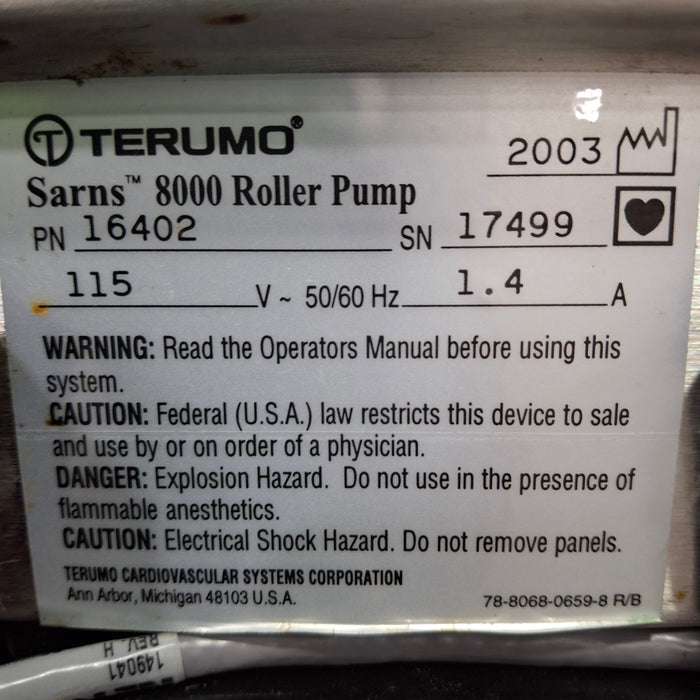 TERUMO®
2003
Sarns™ 8000 Roller Pump
PN 16402 SN 17499
115 V ~ 50/60 Hz 1.4 A
WARNING: Read the Operators Manual before using this
system.
CAUTION: Federal (U.S.A.) law restricts this device to sale
and use by or on order of a physician.
DANGER: Explosion Hazard. Do not use in the presence of
flammable anesthetics.
CAUTION: Electrical Shock Hazard. Do not remove panels.
TERUMO CARDIOVASCULAR SYSTEMS CORPORATION
Ann Arbor, Michigan 48103 U.S.A.
78-8068-0659-8 R/B
149041
REV. H